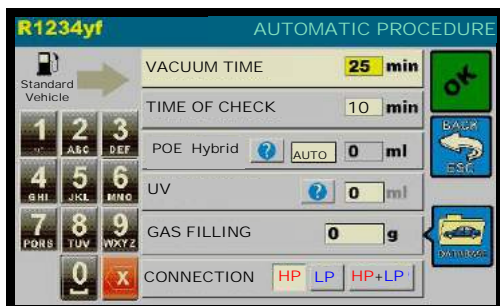 R1234yf AUTOMATIC PROCEDURE
Standard
Vehicle
VACUUM TIME 25 min
TIME OF CHECK 10 min
POE Hybrid ? AUTO 0 ml
UV ? 0 ml
GAS FILLING 0 g
CONNECTION HP LP HP+LP
1 2 ABC 3 DEF
4 GHI 5 JKL 6 MNO
7 PQRS 8 TUV 9 WXYZ
0 X
OK
BACK
ESC
DATABASE